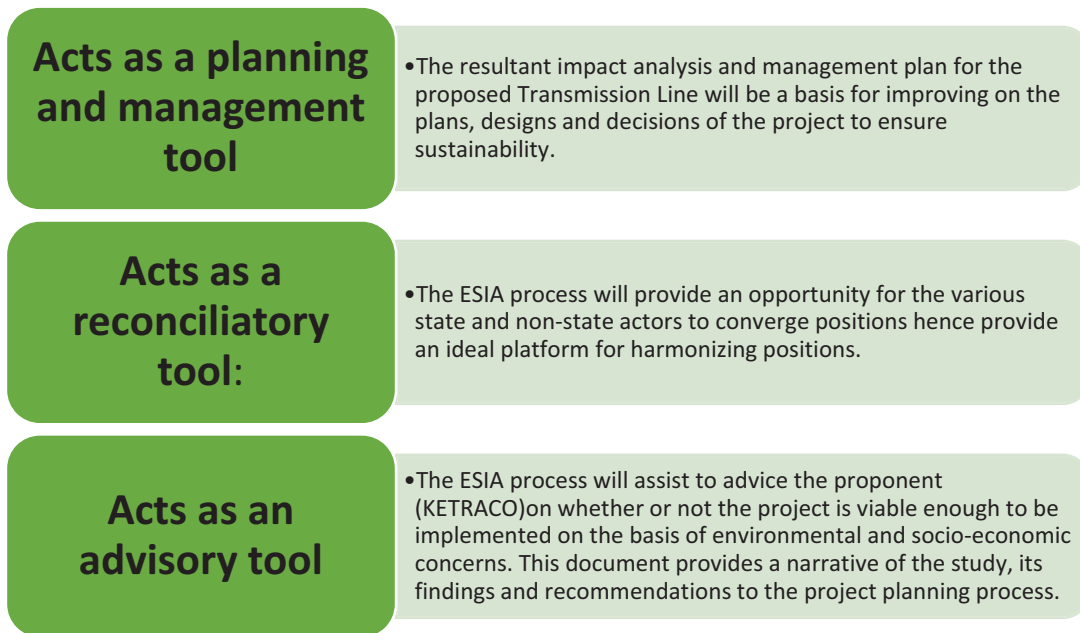 Acts as a planning
and management
tool
•The resultant impact analysis and management plan for the
proposed Transmission Line will be a basis for improving on the
plans, designs and decisions of the project to ensure
sustainability.
Acts as a
reconciliatory
tool:
•The ESIA process will provide an opportunity for the various
state and non-state actors to converge positions hence provide
an ideal platform for harmonizing positions.
Acts as an
advisory tool
•The ESIA process will assist to advice the proponent
(KETRACO)on whether or not the project is viable enough to be
implemented on the basis of environmental and socio-economic
concerns. This document provides a narrative of the study, its
findings and recommendations to the project planning process.